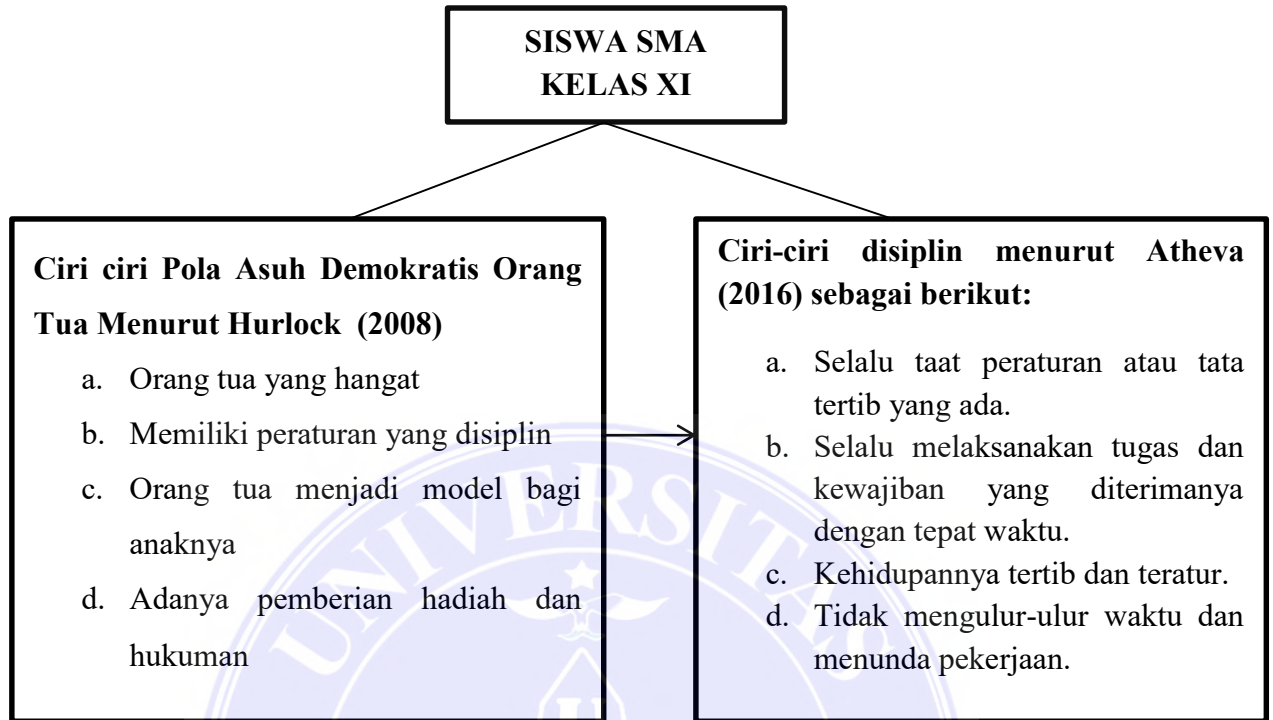 SISWA SMA
KELAS XI
Ciri ciri Pola Asuh Demokratis Orang
Tua Menurut Hurlock (2008)
a. Orang tua yang hangat
b. Memiliki peraturan yang disiplin
c. Orang tua menjadi model bagi
anaknya
d. Adanya pemberian hadiah dan
hukuman
Ciri-ciri disiplin menurut Atheva
(2016) sebagai berikut:
a. Selalu taat peraturan atau tata
tertib yang ada.
b. Selalu melaksanakan tugas dan
kewajiban yang diterimanya
dengan tepat waktu.
c. Kehidupannya tertib dan teratur.
d. Tidak mengulur-ulur waktu dan
menunda pekerjaan.
UNIVERSITAS